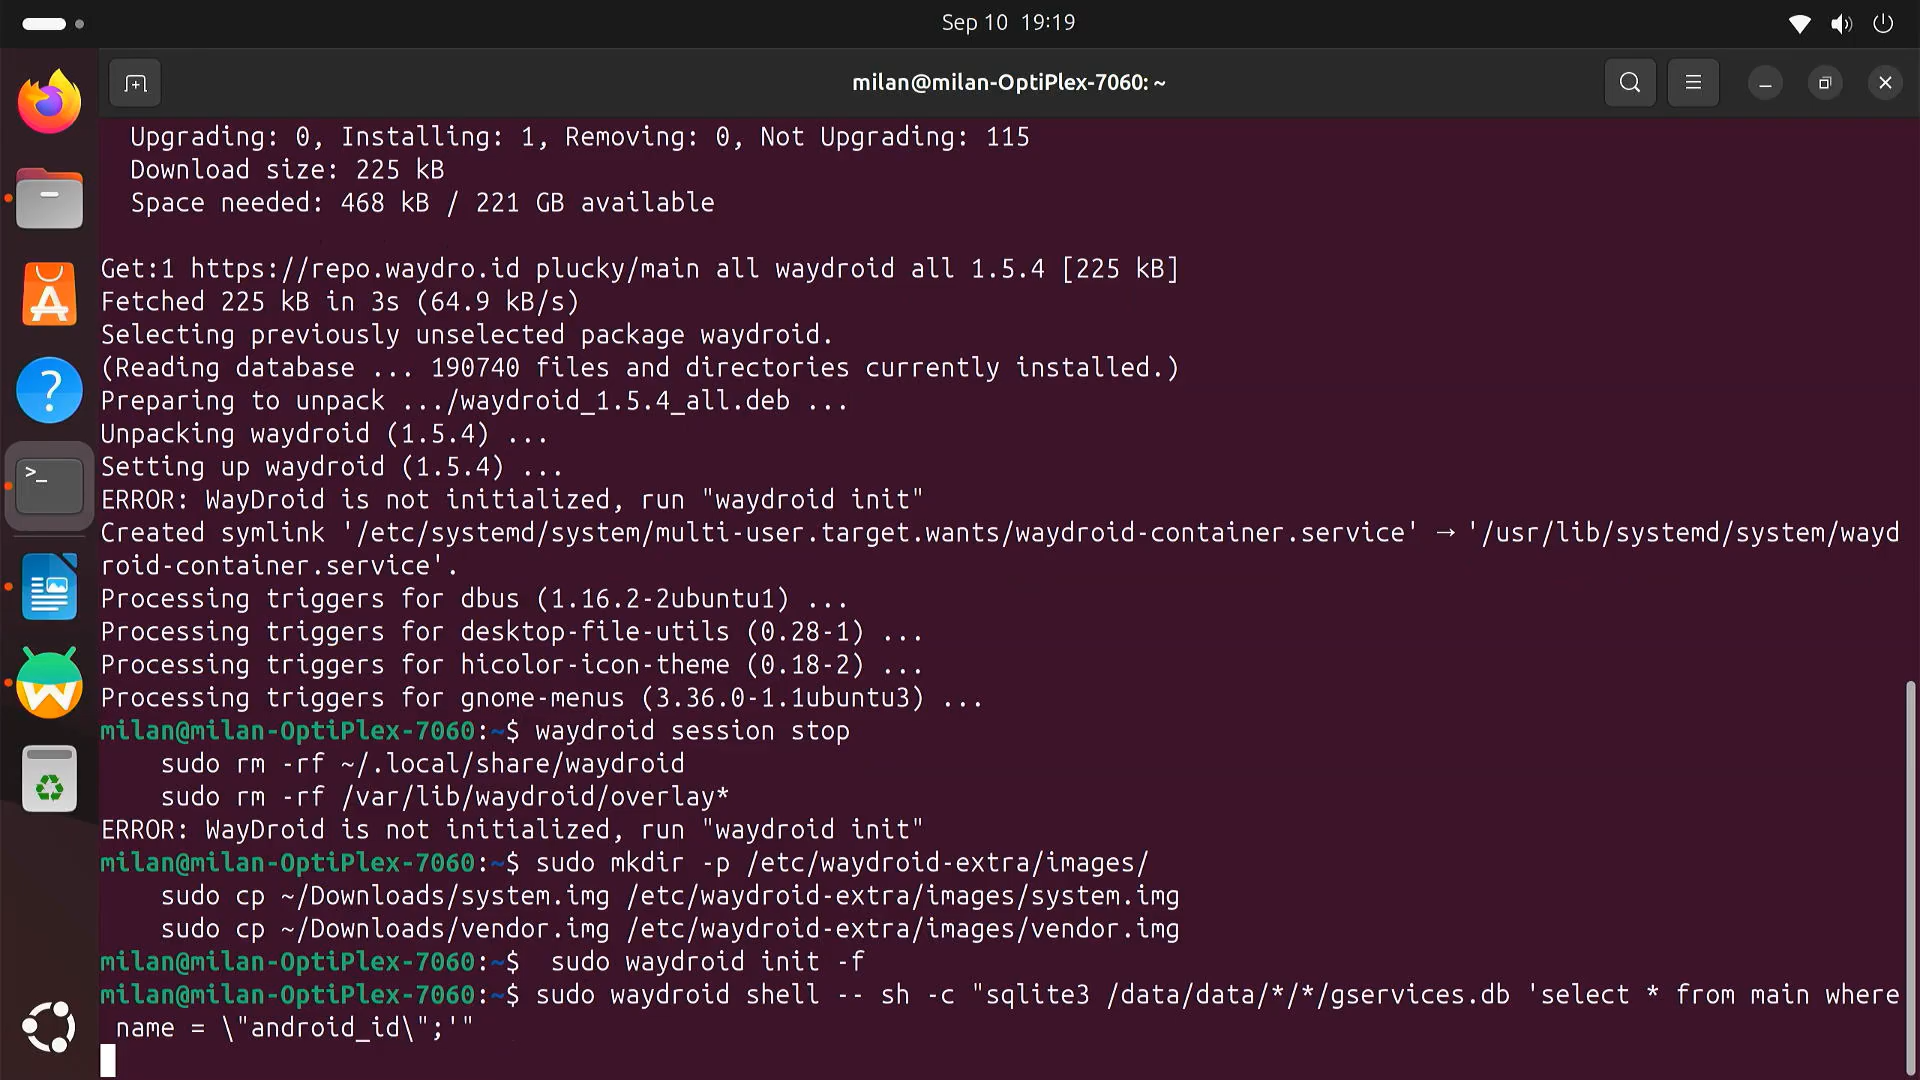 Sep 10 19:19
milan@milan-OptiPlex-7060: ~
Upgrading: 0, Installing: 1, Removing: 0, Not Upgrading: 115
Download size: 225 kB
Space needed: 468 kB / 221 GB available
Get:1 https://repo.waydro.id plucky/main all waydroid all 1.5.4 [225 kB]
Fetched 225 kB in 3s (64.9 kB/s)
Selecting previously unselected package waydroid.
(Reading database ... 190740 files and directories currently installed.)
Preparing to unpack .../waydroid_1.5.4_all.deb ...
Unpacking waydroid (1.5.4) ...
Setting up waydroid (1.5.4) ...
ERROR: WayDroid is not initialized, run "waydroid init"
Created symlink '/etc/systemd/system/multi-user.target.wants/waydroid-container.service' → '/usr/lib/systemd/system/wayd
roid-container.service'.
Processing triggers for dbus (1.16.2-2ubuntu1) ...
Processing triggers for desktop-file-utils (0.28-1) ...
Processing triggers for hicolor-icon-theme (0.18-2) ...
Processing triggers for gnome-menus (3.36.0-1.1ubuntu3) ...
milan@milan-OptiPlex-7060:~$ waydroid session stop
sudo rm -rf ~/.local/share/waydroid
sudo rm -rf /var/lib/waydroid/overlay*
ERROR: WayDroid is not initialized, run "waydroid init"
milan@milan-OptiPlex-7060:~$ sudo mkdir -p /etc/waydroid-extra/images/
sudo cp ~/Downloads/system.img /etc/waydroid-extra/images/system.img
sudo cp ~/Downloads/vendor.img /etc/waydroid-extra/images/vendor.img
milan@milan-OptiPlex-7060:~$  sudo waydroid init -f
milan@milan-OptiPlex-7060:~$ sudo waydroid shell -- sh -c "sqlite3 /data/data/*/*/gservices.db 'select * from main where
name = \"android_id\";'"